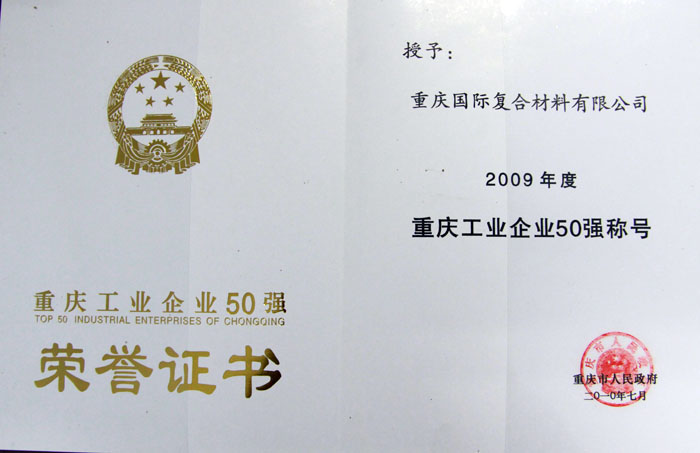 重庆工业企业50强
TOP 50 INDUSTRIAL ENTERPRISES OF CHONGQING
荣誉证书
授予：
重庆国际复合材料有限公司
2009年度
重庆工业企业50强称号
重庆市人民政府
二〇一〇年七月